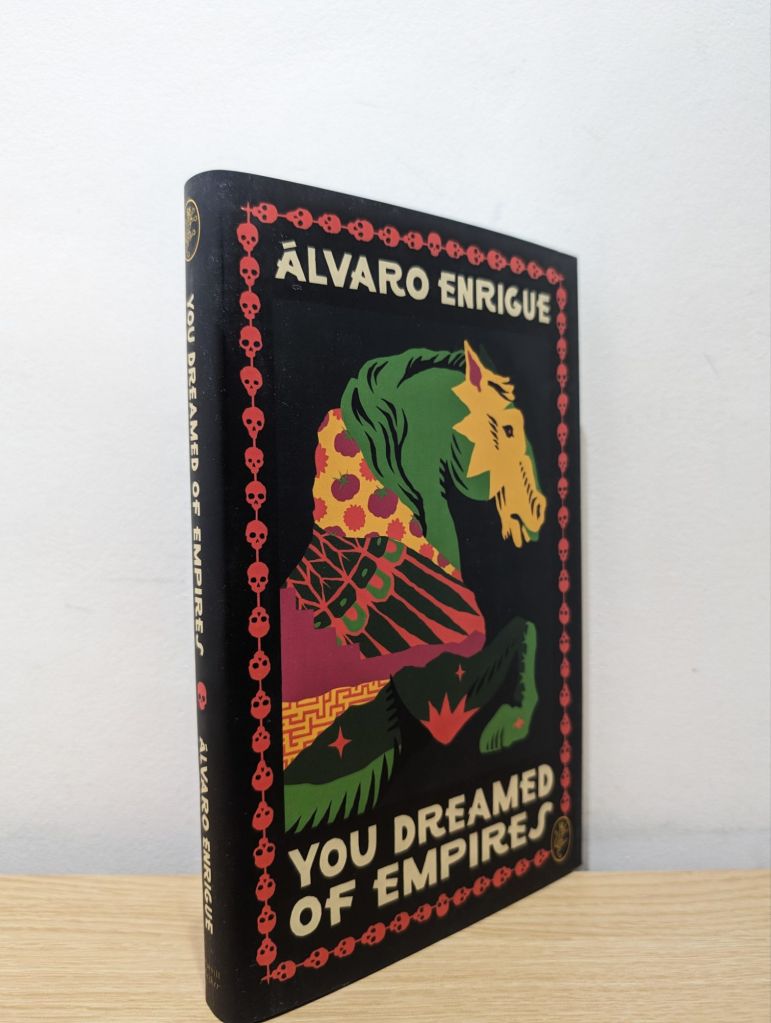 ÁLVARO ENRIGUE
YOU DREAMED
OF EMPIRES
YOU DREAMED OF EMPIRES
ÁLVARO ENRIGUE